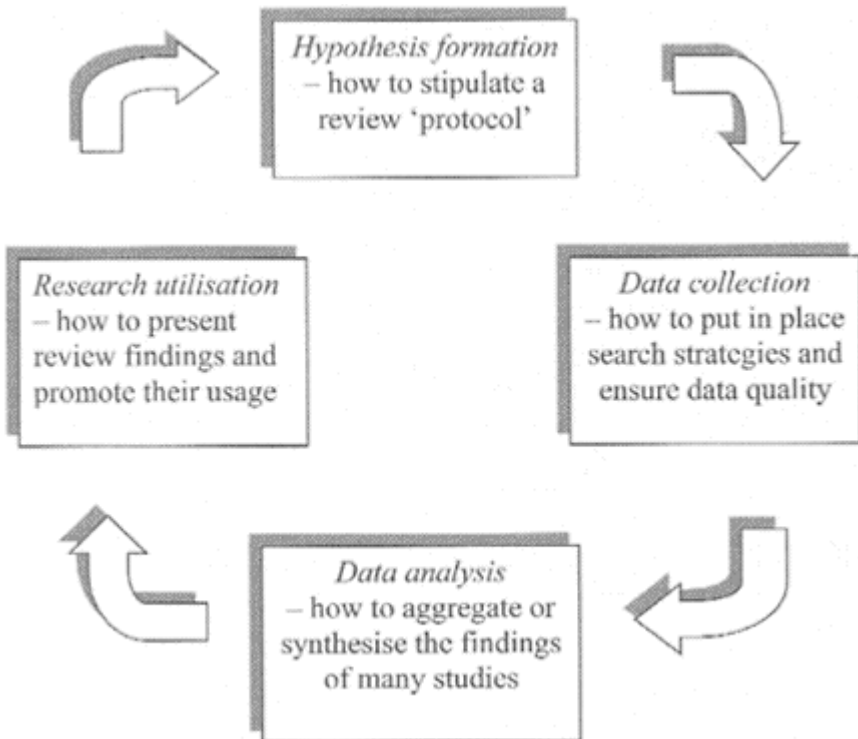 Hypothesis formation
– how to stipulate a
review ‘protocol’
Data collection
– how to put in place
search strategies and
ensure data quality
Data analysis
– how to aggregate or
synthesise the findings
of many studies
Research utilisation
– how to present
review findings and
promote their usage